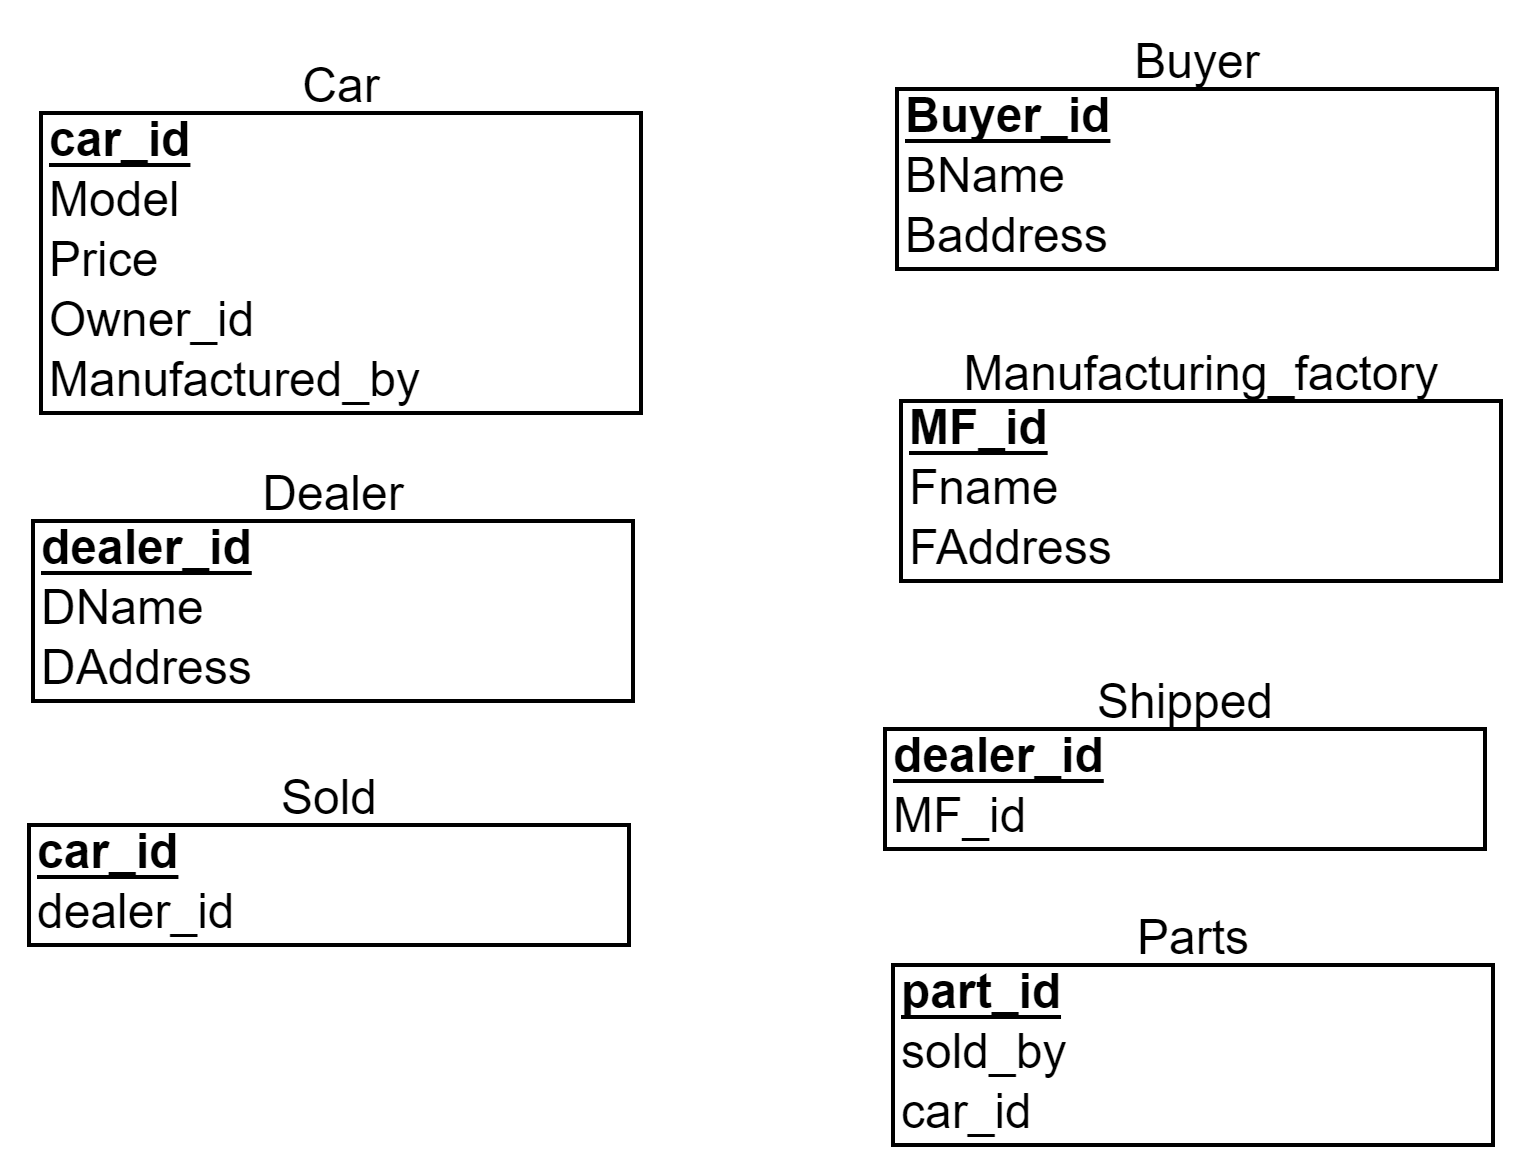 Car
car_id
Model
Price
Owner_id
Manufactured_by
Dealer
dealer_id
DName
DAddress
Sold
car_id
dealer_id
Buyer
Buyer_id
BName
Baddress
Manufacturing_factory
MF_id
Fname
FAddress
Shipped
dealer_id
MF_id
Parts
part_id
sold_by
car_id